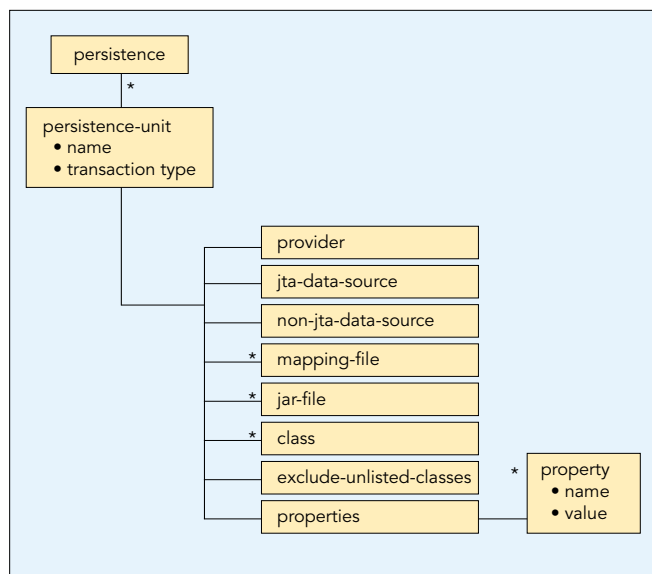 persistence
*
persistence-unit
• name
• transaction type
provider
jta-data-source
non-jta-data-source
* mapping-file
* jar-file
* class
exclude-unlisted-classes
properties
* property
• name
• value